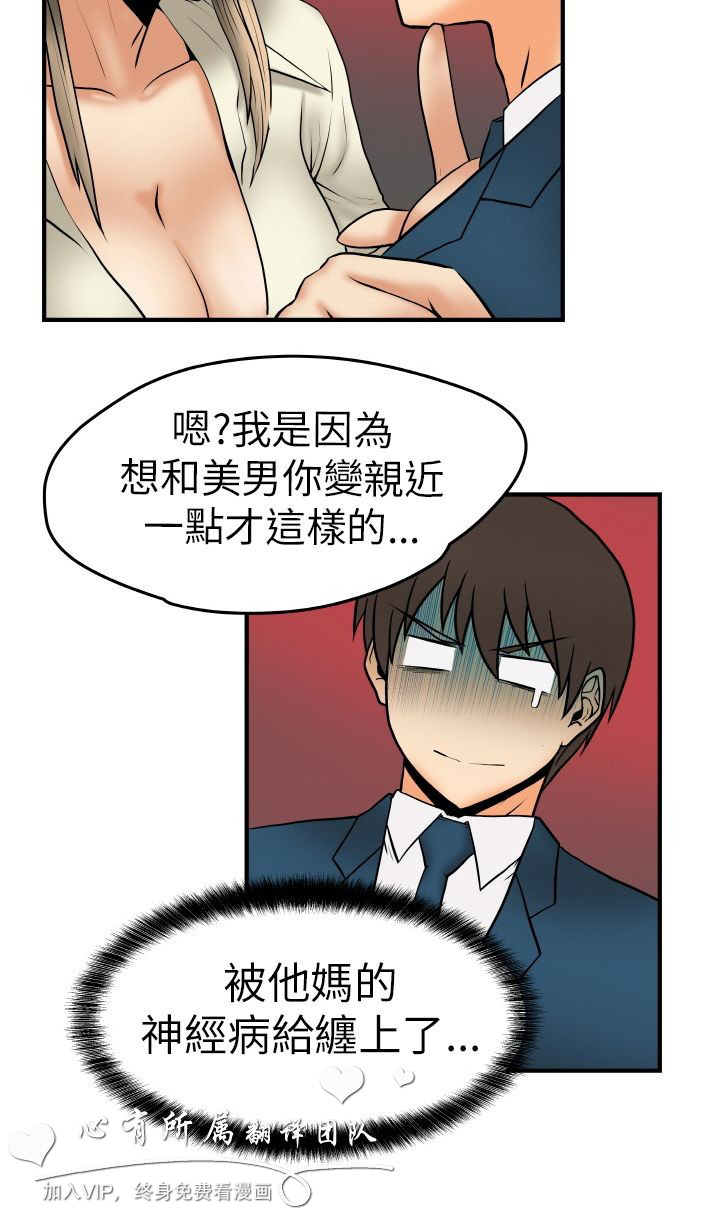 嗯?我是因為
想和美男你變親近
一點才這樣的...
被他媽的
神經病給纏上了...
心有所属翻译团队
加入VIP，终身免费看漫画